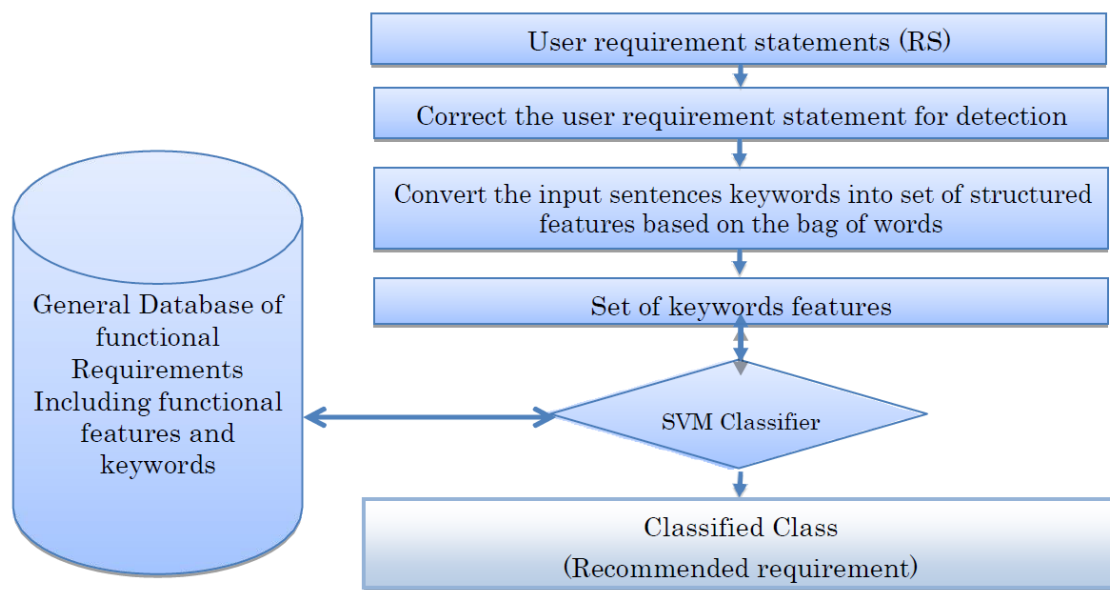 User requirement statements (RS)
Correct the user requirement statement for detection
Convert the input sentences keywords into set of structured
features based on the bag of words
Set of keywords features
General Database of
functional
Requirements
Including functional
features and
keywords
SVM Classifier
Classified Class
(Recommended requirement)